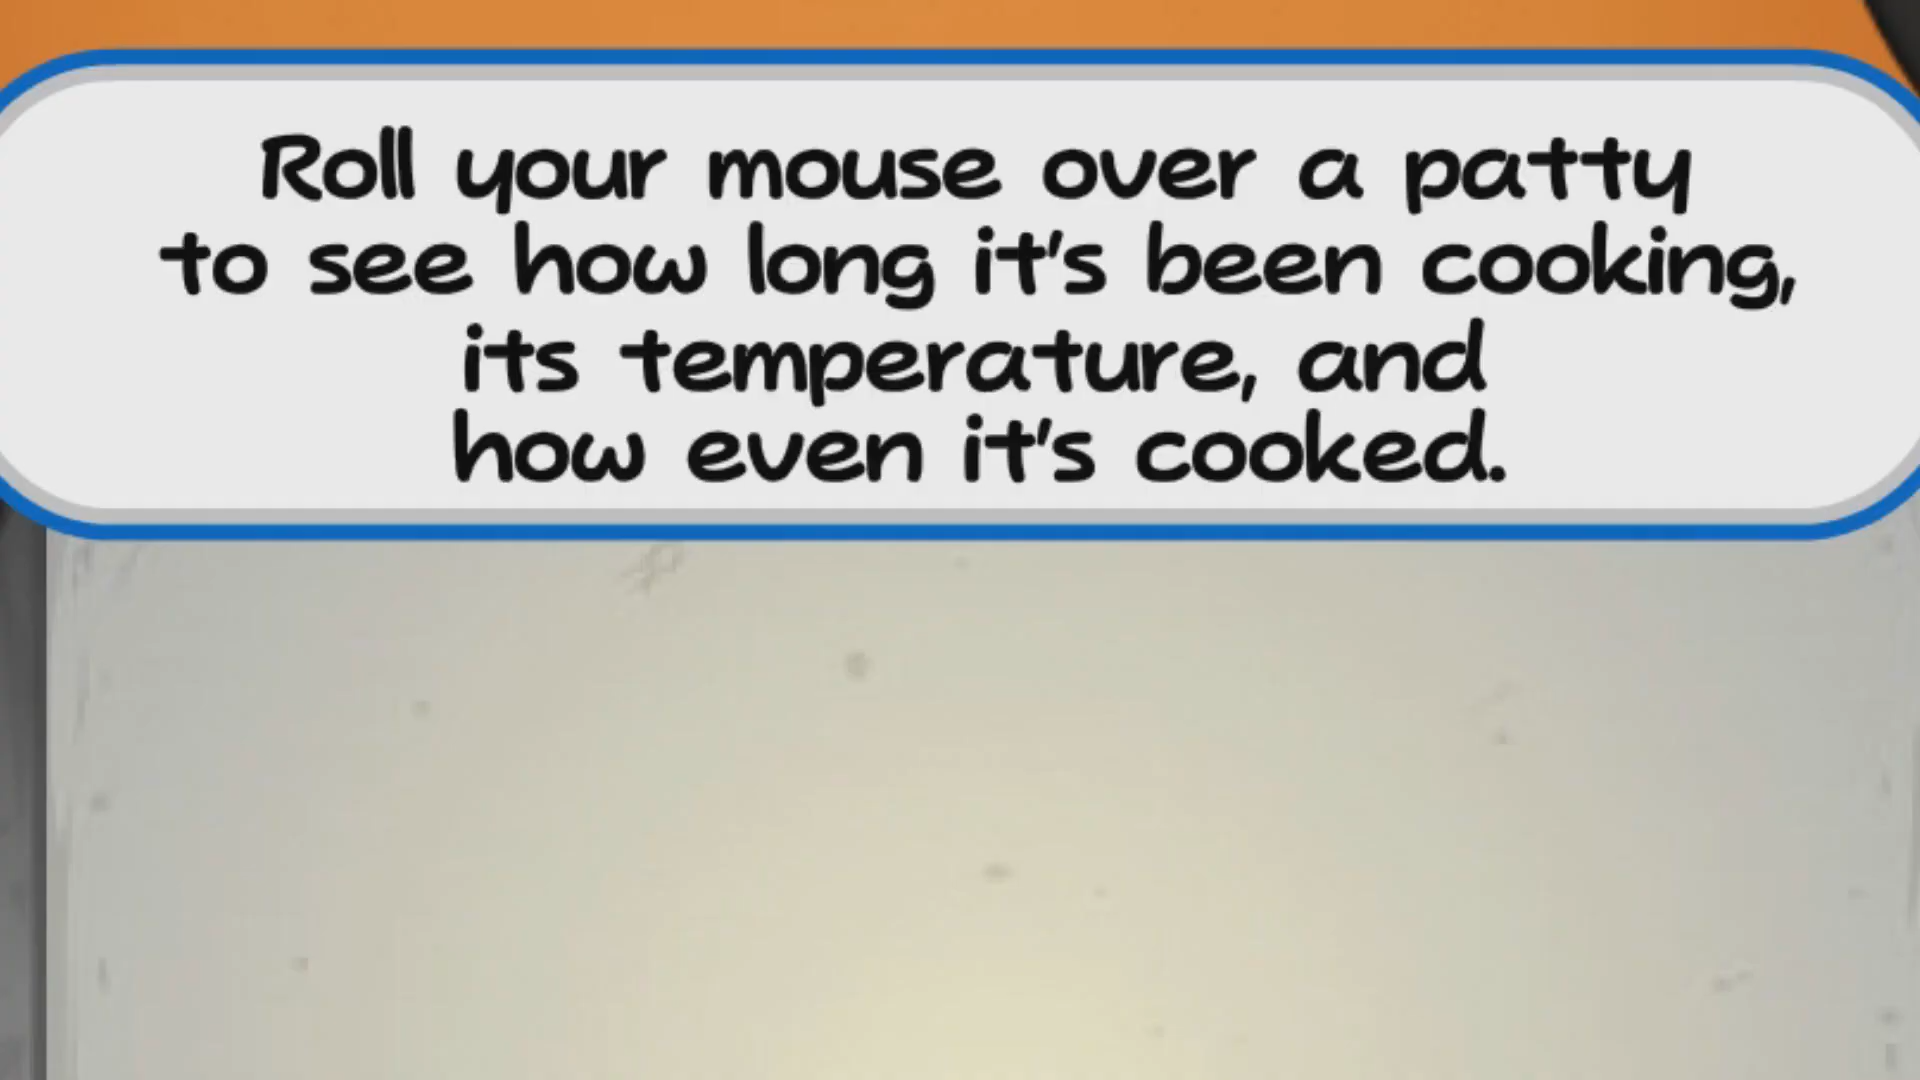 Roll your mouse over a patty
to see how long it's been cooking,
its temperature, and
how even it's cooked.